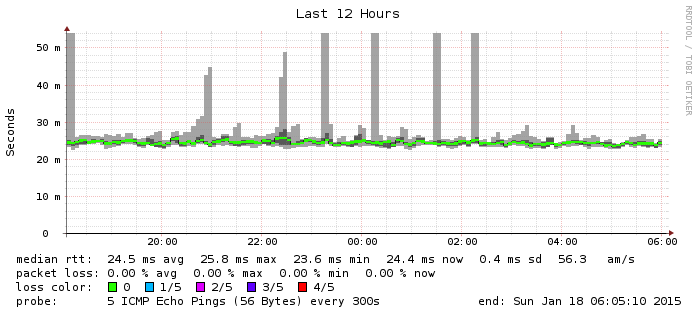 Last 12 Hours
RRDTOOL / TOBI OETIKER
Seconds
50 m
40 m
30 m
20 m
10 m
0
20:00 22:00 00:00 02:00 04:00 06:00
median rtt: 24.5 ms avg 25.8 ms max 23.6 ms min 24.4 ms now 0.4 ms sd 56.3 am/s
packet loss: 0.00 % avg 0.00 % max 0.00 % min 0.00 % now
loss color: 0 1/5 2/5 3/5 4/5
probe: 5 ICMP Echo Pings (56 Bytes) every 300s end: Sun Jan 18 06:05:10 2015